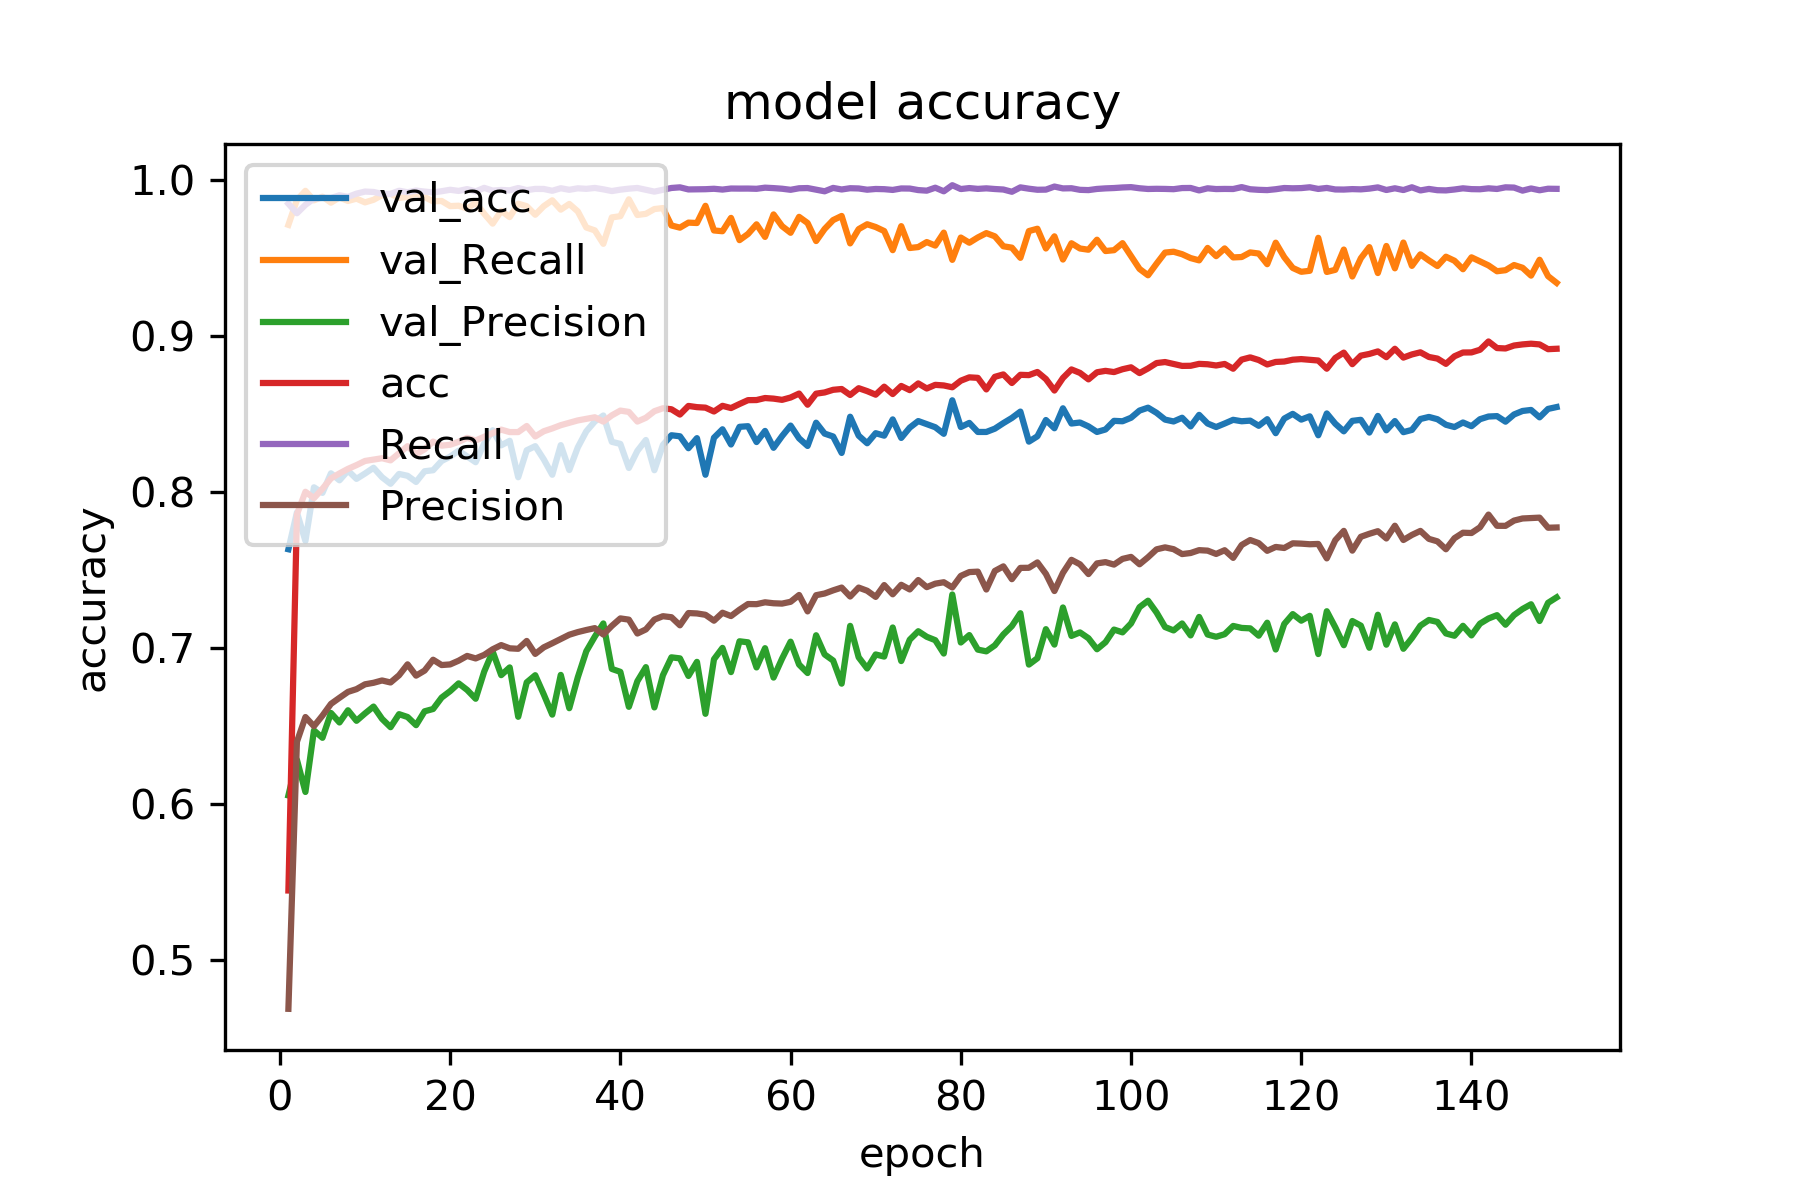 model accuracy
accuracy
1.0
0.9
0.8
0.7
0.6
0.5
val_acc
val_Recall
val_Precision
acc
Recall
Precision
0 20 40 60 80 100 120 140
epoch